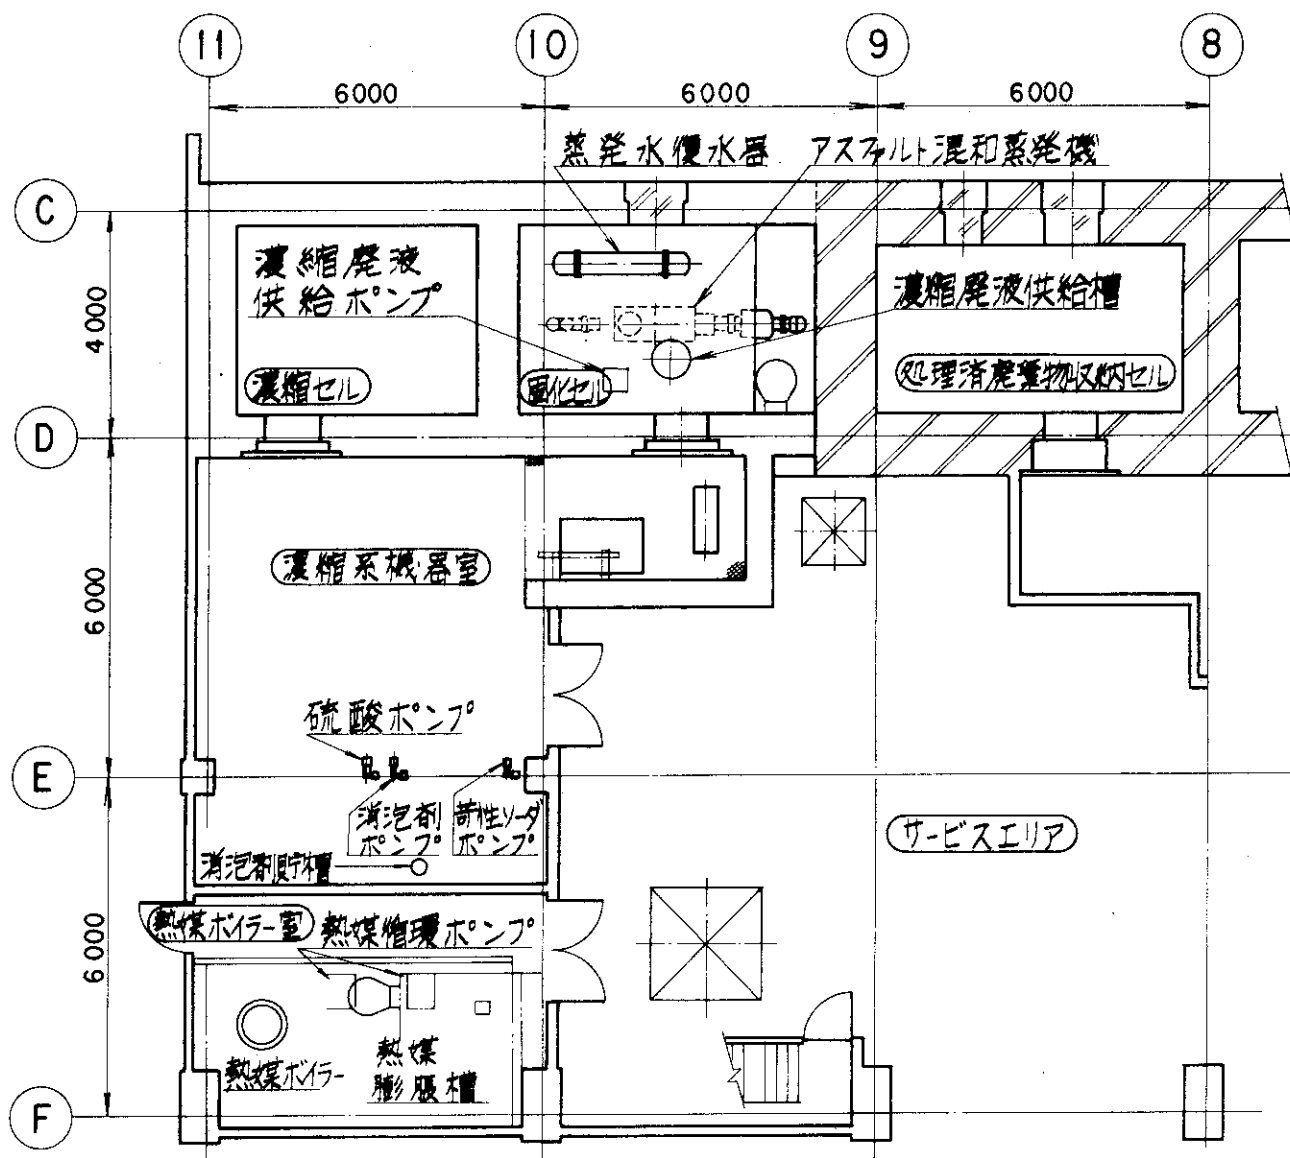 11
10
9
8
6000
6000
6000
蒸発水復水器
アスファルト混和蒸発機
C
濃縮廃液
供給ポンプ
濃縮廃液供給槽
4000
濃縮セル
固化セル
処理済廃棄物収納セル
D
濃縮系機器室
6000
硫酸ポンプ
E
消泡剤
ポンプ
苛性ソーダ
ポンプ
サービスエリア
消泡剤貯槽
熱媒ボイラー室
熱媒循環ポンプ
6000
熱媒ボイラー
熱媒
膨脹槽
F